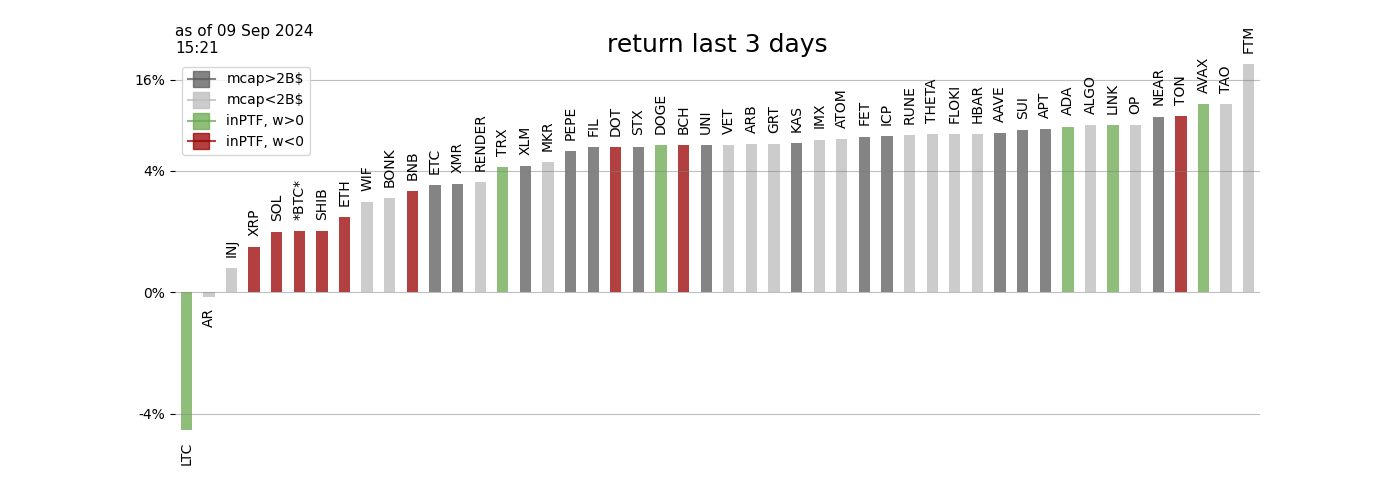 as of 09 Sep 2024
15:21
return last 3 days
mcap>2B$
mcap<2B$
inPTF, w>0
inPTF, w<0
16%
4%
0%
-4%
LTC
AR
INJ
XRP
SOL
*BTC*
SHIB
ETH
WIF
BONK
BNB
ETC
XMR
RENDER
TRX
XLM
MKR
PEPE
FIL
DOT
STX
DOGE
BCH
UNI
VET
ARB
GRT
KAS
IMX
ATOM
FET
ICP
RUNE
THETA
FLOKI
HBAR
AAVE
SUI
APT
ADA
ALGO
LINK
OP
NEAR
TON
AVAX
TAO
FTM